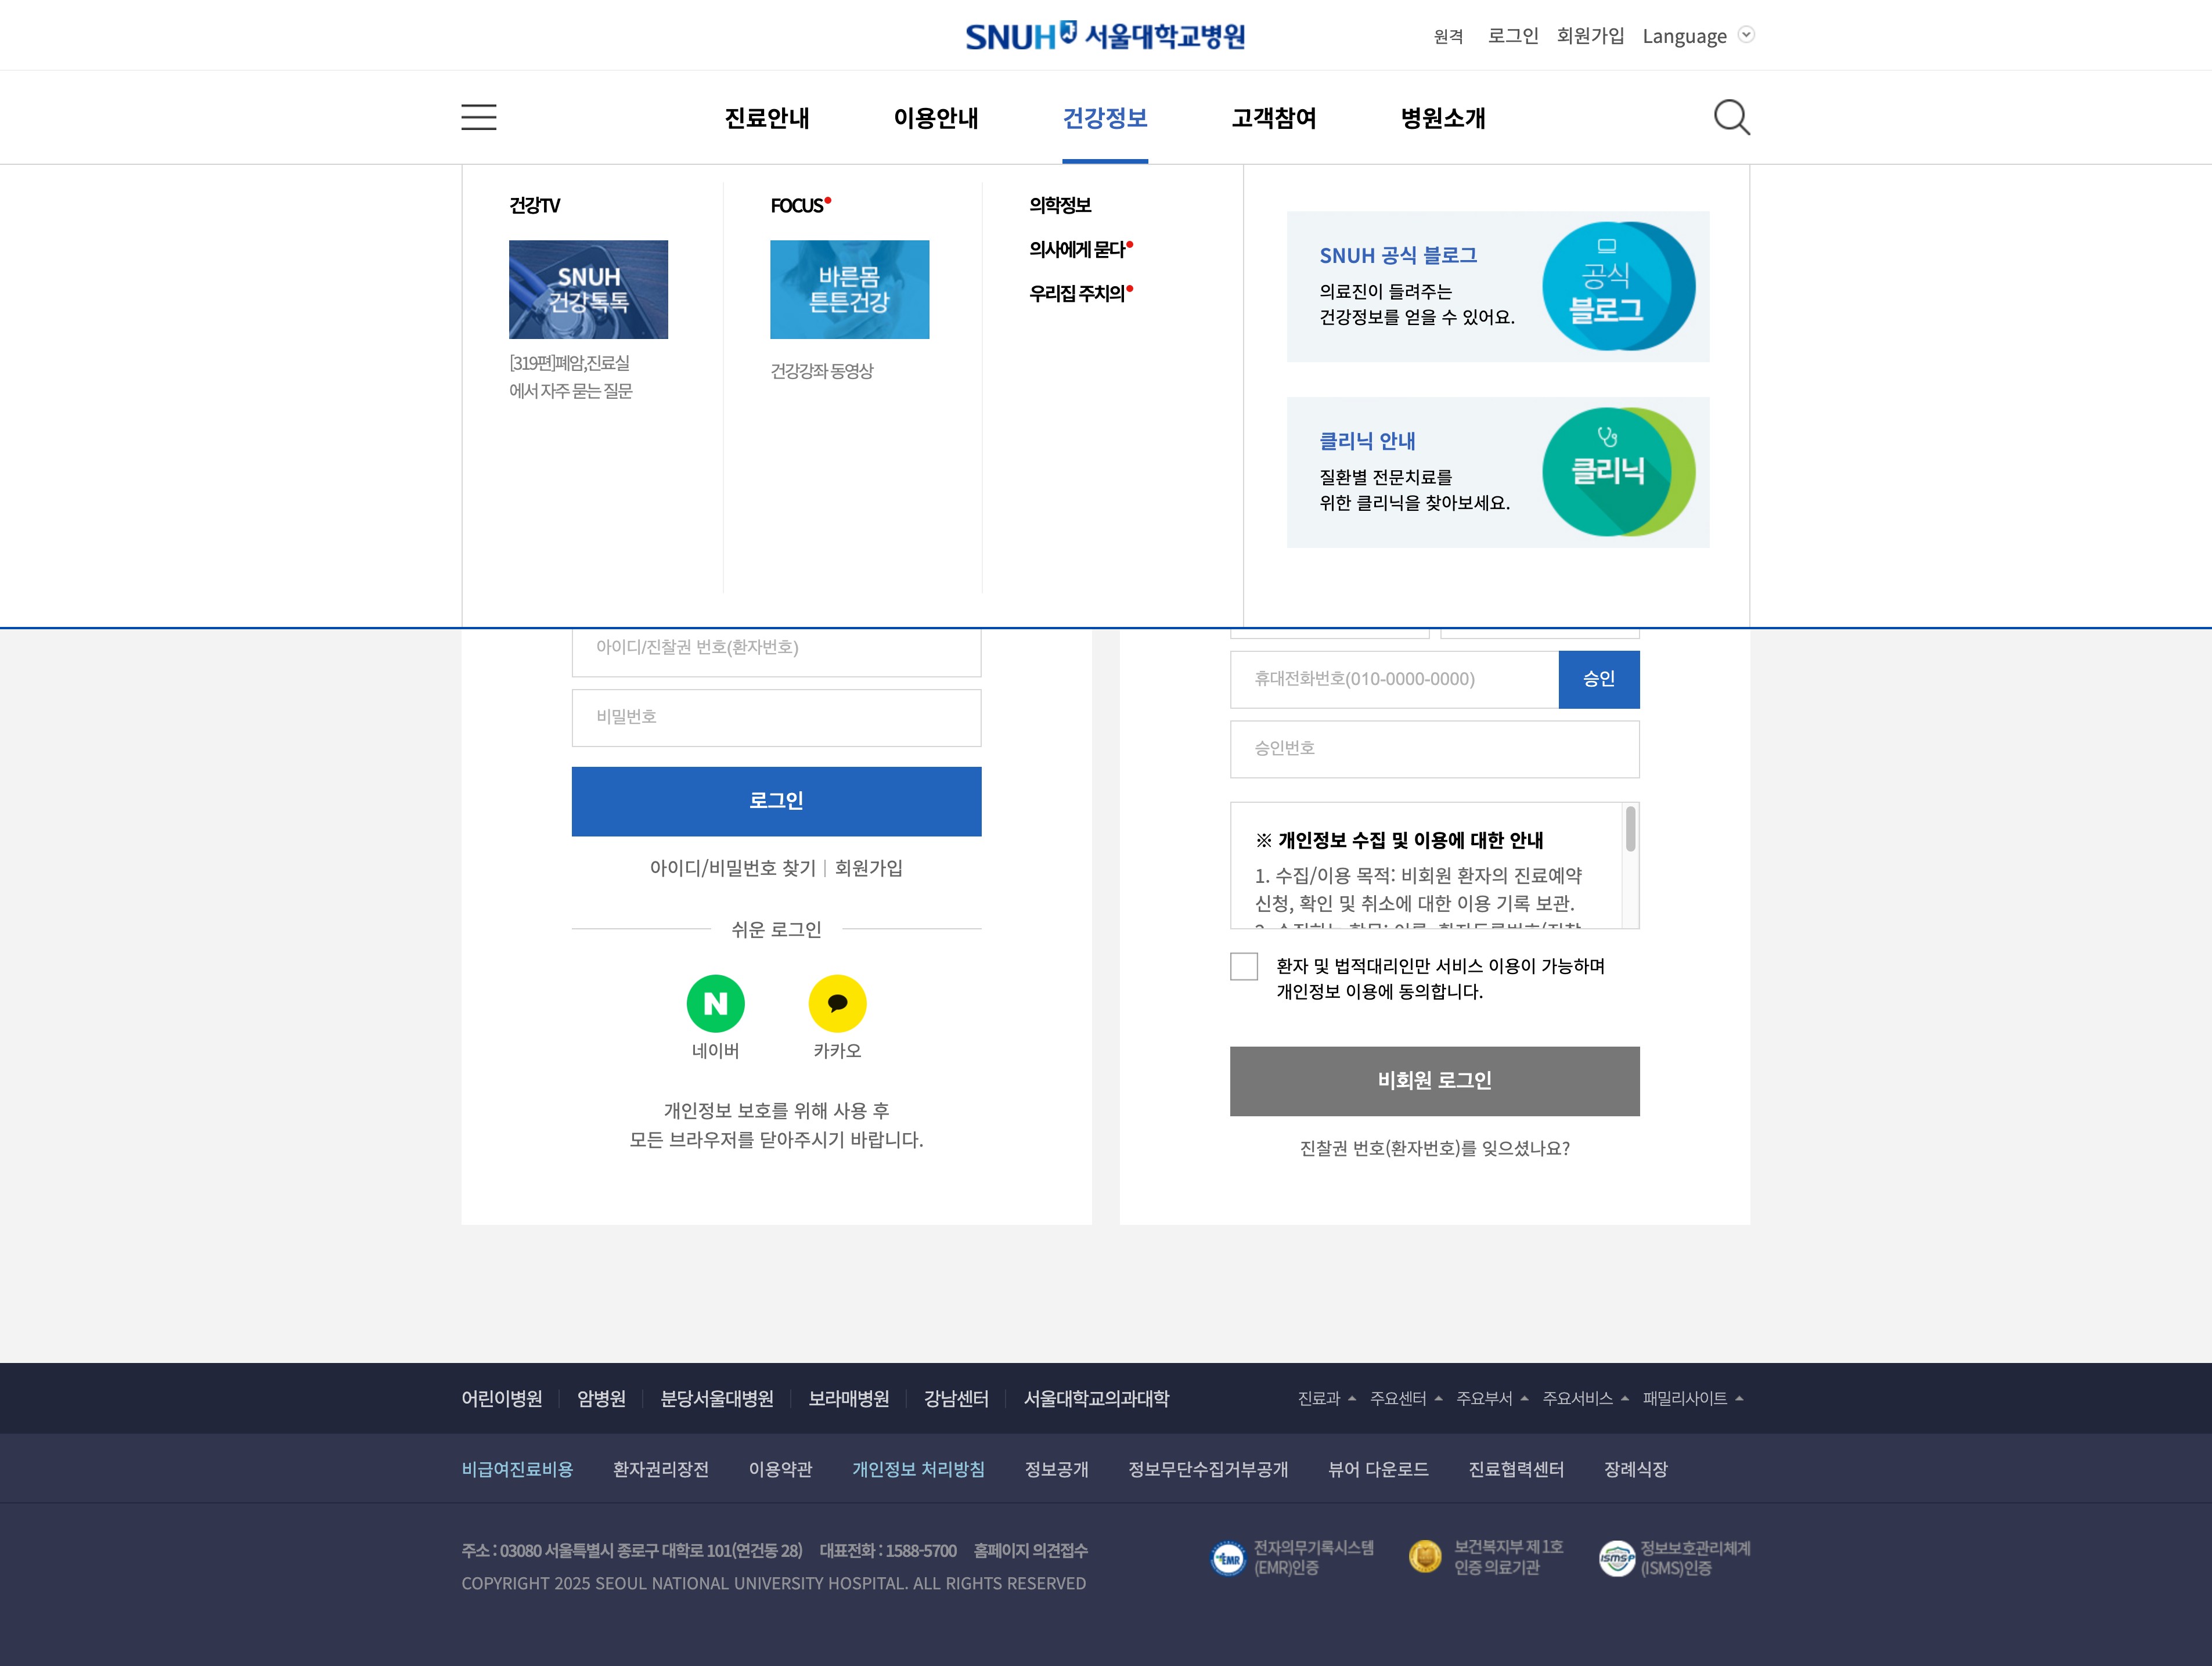 SNUH 서울대학교병원
원격 로그인 회원가입 Language
진료안내 이용안내 건강정보 고객참여 병원소개
건강TV
SNUH
건강톡톡
[319편]폐암,진료실
에서 자주 묻는 질문
FOCUS
바른몸
튼튼건강
건강강좌 동영상
의학정보
의사에게 묻다
우리집 주치의
SNUH 공식 블로그
의료진이 들려주는
건강정보를 얻을 수 있어요.
공식
블로그
클리닉 안내
질환별 전문치료를
위한 클리닉을 찾아보세요.
클리닉
아이디/진찰권 번호(환자번호)
비밀번호
로그인
아이디/비밀번호 찾기 | 회원가입
쉬운 로그인
N
네이버 카카오
개인정보 보호를 위해 사용 후
모든 브라우저를 닫아주시기 바랍니다.
휴대전화번호(010-0000-0000) 승인
승인번호
※ 개인정보 수집 및 이용에 대한 안내
1. 수집/이용 목적: 비회원 환자의 진료예약
신청, 확인 및 취소에 대한 이용 기록 보관.
환자 및 법적대리인만 서비스 이용이 가능하며
개인정보 이용에 동의합니다.
비회원 로그인
진찰권 번호(환자번호)를 잊으셨나요?
어린이병원 암병원 분당서울대병원 보라매병원 강남센터 서울대학교의과대학
진료과 주요센터 주요부서 주요서비스 패밀리사이트
비급여진료비용 환자권리장전 이용약관 개인정보 처리방침 정보공개 정보무단수집거부공개 뷰어 다운로드 진료협력센터 장례식장
주소 : 03080 서울특별시 종로구 대학로 101(연건동 28) 대표전화 : 1588-5700 홈페이지 의견접수
COPYRIGHT 2025 SEOUL NATIONAL UNIVERSITY HOSPITAL. ALL RIGHTS RESERVED
EMR
전자의무기록시스템
(EMR)인증
보건복지부 제 1호
인증 의료기관
ISMS-P
정보보호관리체계
(ISMS)인증